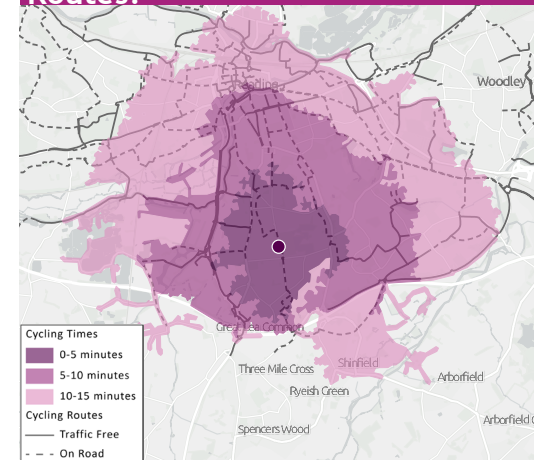 Routes:
Reading
Woodley
Great Lea Common
Three Mile Cross
Shinfield
Arborfield
Ryeish Green
Arborfield C
Spencers Wood
Cycling Times
0-5 minutes
5-10 minutes
10-15 minutes
Cycling Routes
Traffic Free
On Road